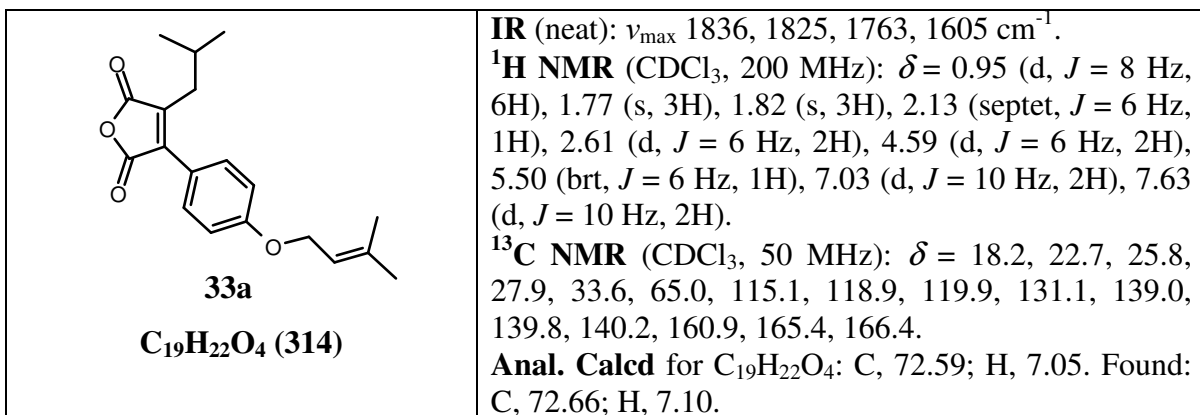 O
O
O
O
33a
C₁₉H₂₂O₄ (314)
IR (neat): νmax 1836, 1825, 1763, 1605 cm⁻¹.
¹H NMR (CDCl₃, 200 MHz): δ = 0.95 (d, J = 8 Hz,
6H), 1.77 (s, 3H), 1.82 (s, 3H), 2.13 (septet, J = 6 Hz,
1H), 2.61 (d, J = 6 Hz, 2H), 4.59 (d, J = 6 Hz, 2H),
5.50 (brt, J = 6 Hz, 1H), 7.03 (d, J = 10 Hz, 2H), 7.63
(d, J = 10 Hz, 2H).
¹³C NMR (CDCl₃, 50 MHz): δ = 18.2, 22.7, 25.8,
27.9, 33.6, 65.0, 115.1, 118.9, 119.9, 131.1, 139.0,
139.8, 140.2, 160.9, 165.4, 166.4.
Anal. Calcd for C₁₉H₂₂O₄: C, 72.59; H, 7.05. Found:
C, 72.66; H, 7.10.